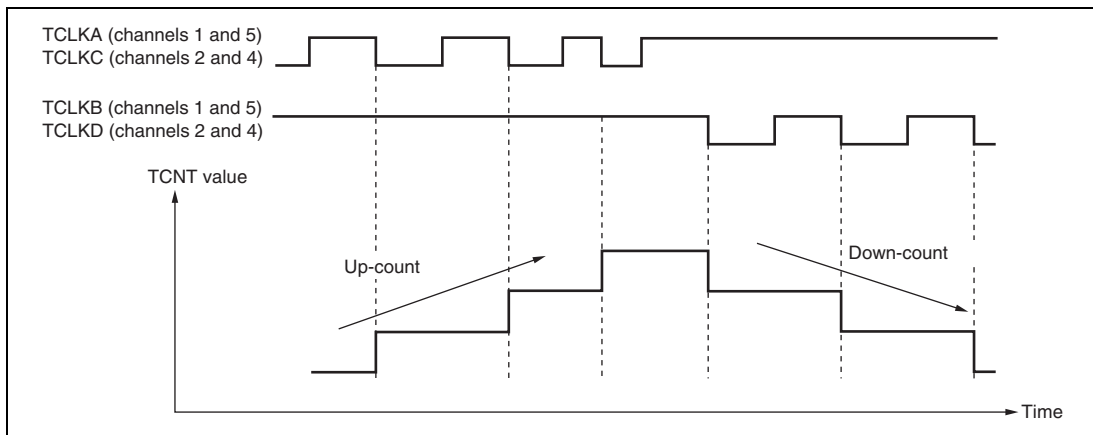 TCLKA (channels 1 and 5)
TCLKC (channels 2 and 4)
TCLKB (channels 1 and 5)
TCLKD (channels 2 and 4)
TCNT value
Up-count
Down-count
Time